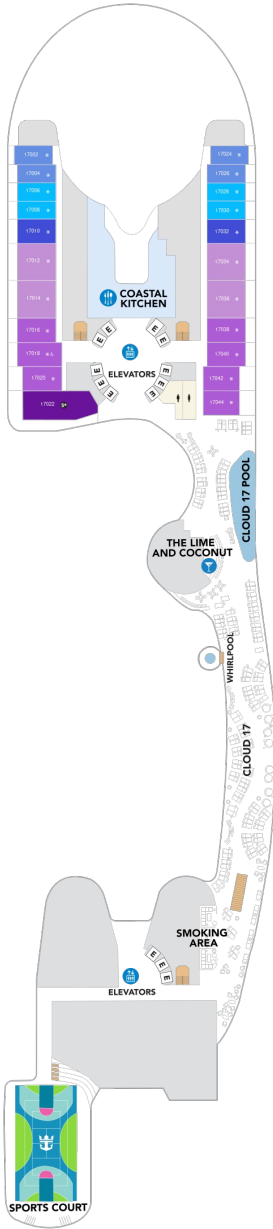 17002
17024
17004
17026
17006
17028
17008
17030
17010
17032
17012
17034
17014
17036
COASTAL
KITCHEN
E E E E E
17016
17038
17018
17040
ELEVATORS
17020
17042
E E E E E E E
17022
17044
CLOUD 17 POOL
THE LIME
AND COCONUT
WHIRLPOOL
CLOUD 17
SMOKING
AREA
E E E E
ELEVATORS
SPORTS COURT